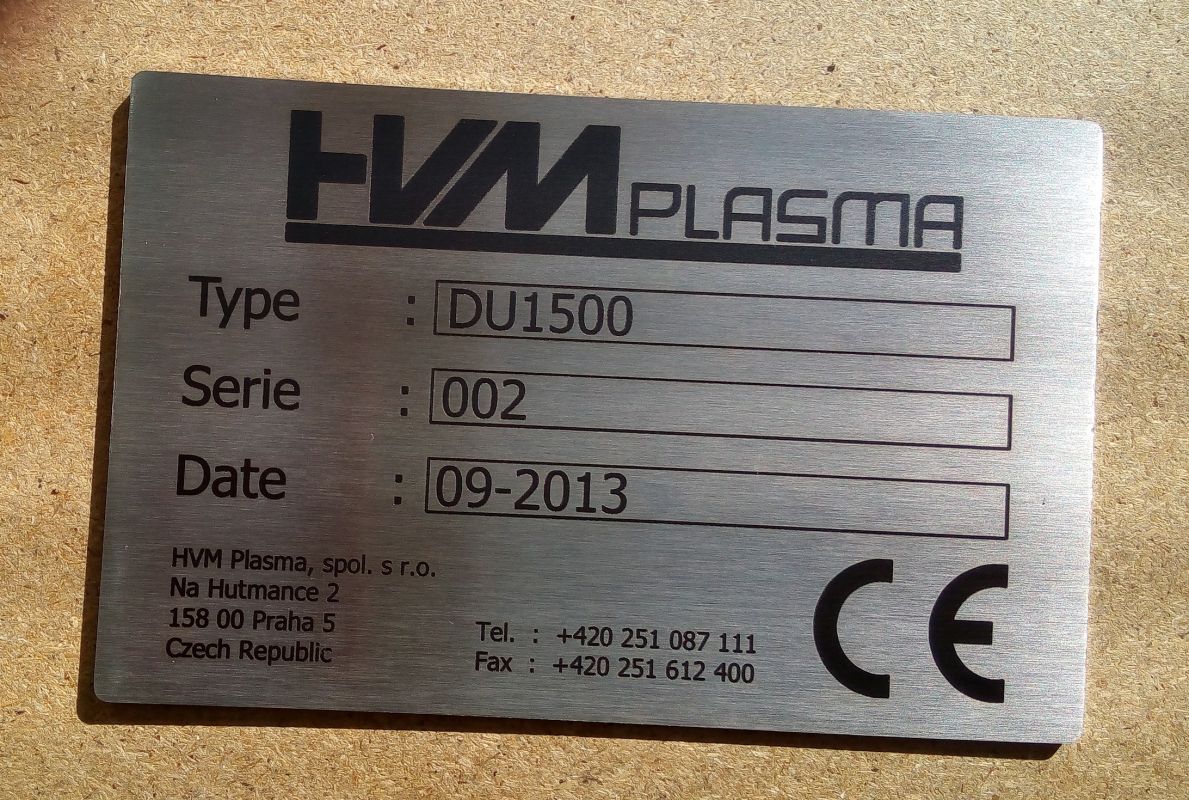 HVM PLASMA
Type : DU1500
Serie : 002
Date : 09-2013
HVM Plasma, spol. s r.o.
Na Hutmance 2
158 00 Praha 5
Czech Republic
Tel. : +420 251 087 111
Fax : +420 251 612 400
CE